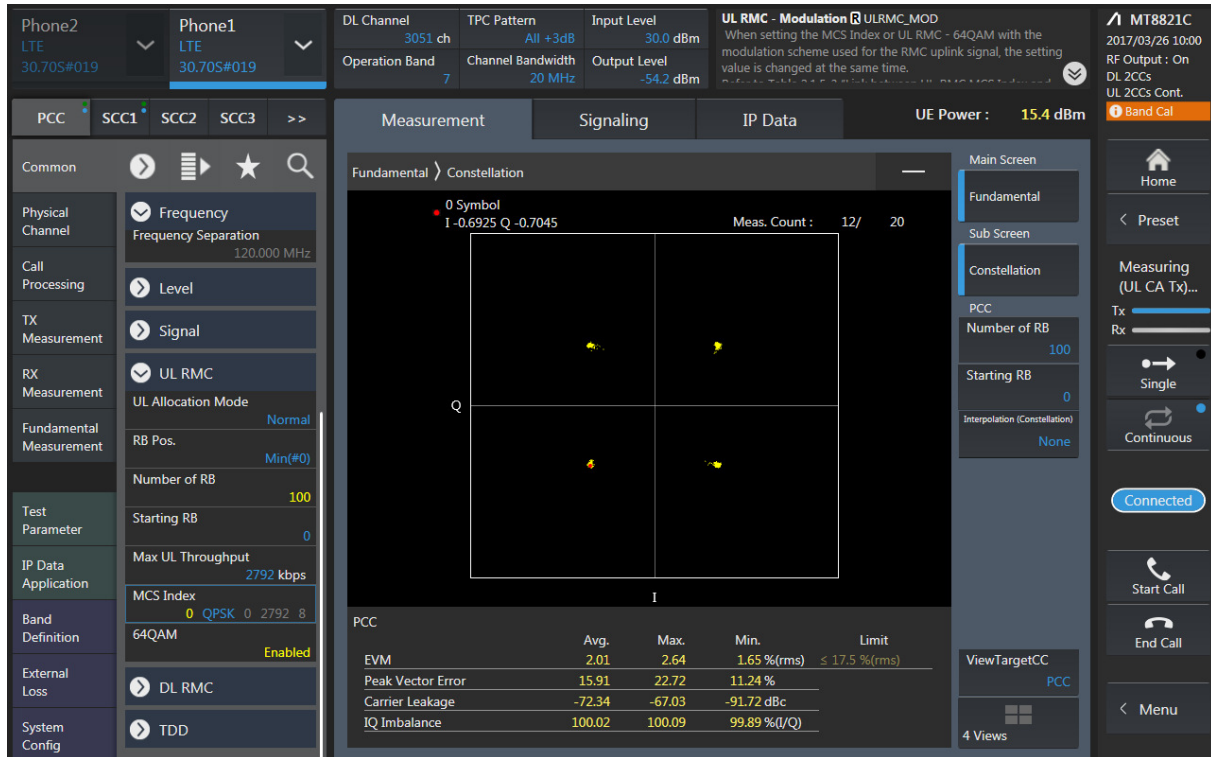 Phone2
LTE
30.70S#019
Phone1
LTE
30.70S#019
DL Channel
3051 ch
Operation Band
7
TPC Pattern
All +3dB
Channel Bandwidth
20 MHz
Input Level
30.0 dBm
Output Level
-54.2 dBm
UL RMC - Modulation R ULRMC_MOD
When setting the MCS Index or UL RMC - 64QAM with the
modulation scheme used for the RMC uplink signal, the setting
value is changed at the same time.
MT8821C
2017/03/26 10:00
RF Output : On
DL 2CCs
UL 2CCs Cont.
Band Cal
PCC SCC1 SCC2 SCC3 >>
Measurement Signaling IP Data
UE Power : 15.4 dBm
Common
Physical
Channel
Call
Processing
TX
Measurement
RX
Measurement
Fundamental
Measurement
Test
Parameter
IP Data
Application
Band
Definition
External
Loss
System
Config
Frequency
Frequency Separation
120.000 MHz
Level
Signal
UL RMC
UL Allocation Mode
Normal
RB Pos.
Min(#0)
Number of RB
100
Starting RB
0
Max UL Throughput
2792 kbps
MCS Index
0 QPSK 0 2792 8
64QAM
Enabled
DL RMC
TDD
Fundamental 〉 Constellation
0 Symbol
I -0.6925 Q -0.7045
Meas. Count : 12/ 20
Q
I
PCC
Avg. Max. Min. Limit
EVM 2.01 2.64 1.65 %(rms) ≤ 17.5 %(rms)
Peak Vector Error 15.91 22.72 11.24 %
Carrier Leakage -72.34 -67.03 -91.72 dBc
IQ Imbalance 100.02 100.09 99.89 %(I/Q)
Main Screen
Fundamental
Sub Screen
Constellation
PCC
Number of RB
100
Starting RB
0
Interpolation (Constellation)
None
ViewTargetCC
PCC
4 Views
Home
< Preset
Measuring
(UL CA Tx)...
Tx
Rx
Single
Continuous
Connected
Start Call
End Call
< Menu